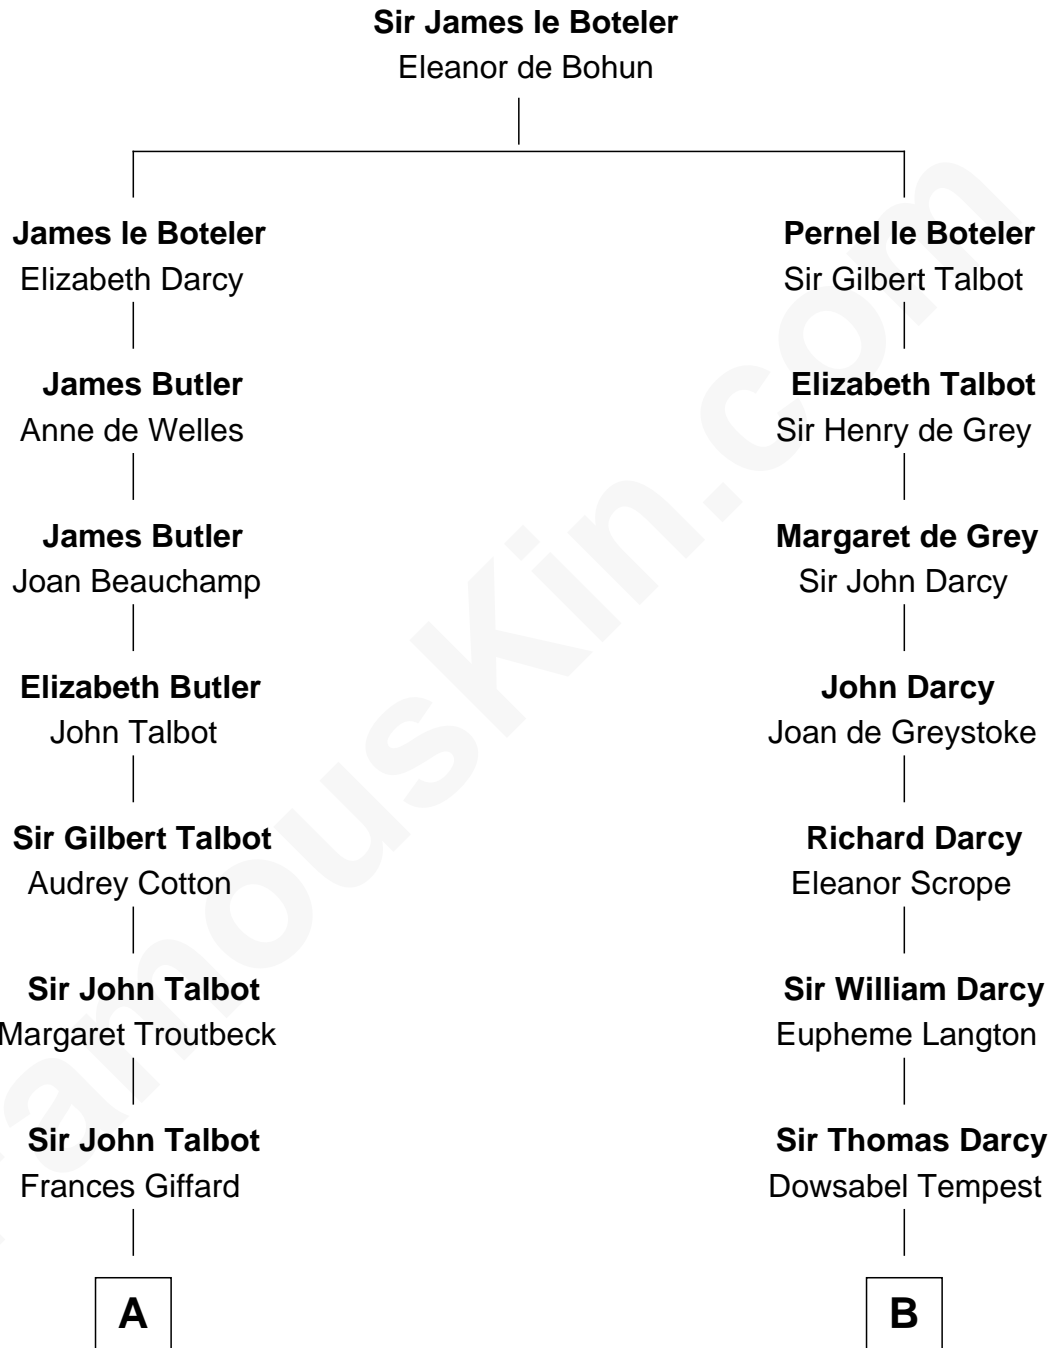 Sir James le Boteler
Eleanor de Bohun
James le Boteler
Elizabeth Darcy
Pernel le Boteler
Sir Gilbert Talbot
James Butler
Anne de Welles
Elizabeth Talbot
Sir Henry de Grey
James Butler
Joan Beauchamp
Margaret de Grey
Sir John Darcy
Elizabeth Butler
John Talbot
John Darcy
Joan de Greystoke
Sir Gilbert Talbot
Audrey Cotton
Richard Darcy
Eleanor Scrope
Sir John Talbot
Margaret Troutbeck
Sir William Darcy
Eupheme Langton
Sir John Talbot
Frances Giffard
Sir Thomas Darcy
Dowsabel Tempest
A
B
FamousKin.com